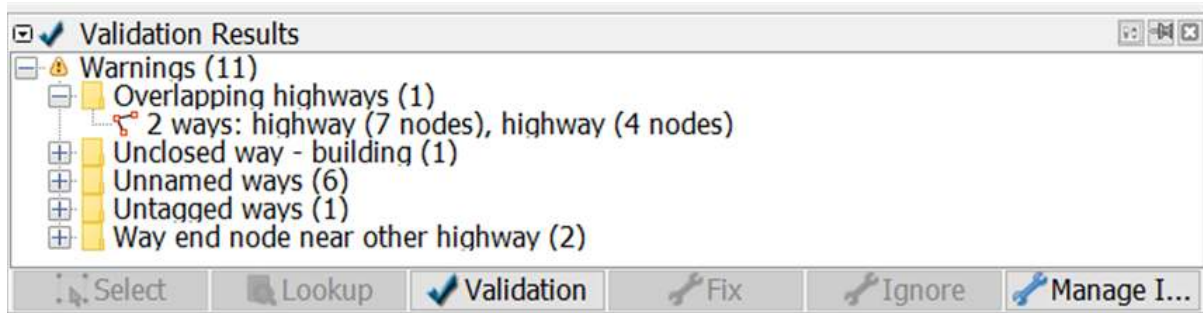 Validation Results
Warnings (11)
Overlapping highways (1)
2 ways: highway (7 nodes), highway (4 nodes)
Unclosed way - building (1)
Unnamed ways (6)
Untagged ways (1)
Way end node near other highway (2)
Select Lookup Validation Fix Ignore Manage I...